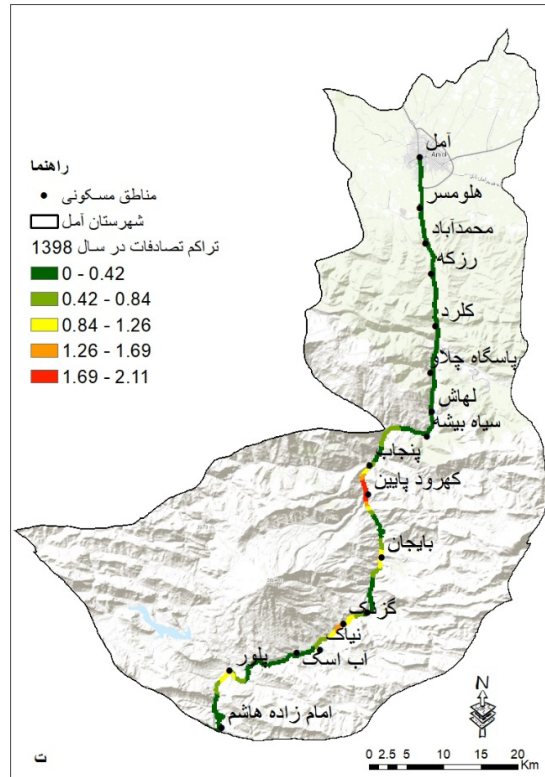 آمل
هلومسر
محمدآباد
رزکه
کلرد
پاسگاه چلاو
لهاش
سیاه بیشه
پنجاب
کهرود پایین
بایجان
گزنک
نیاک
آب اسک
پلور
امام زاده هاشم
راهنما
مناطق مسکونی
شهرستان آمل
تراکم تصادفات در سال 1398
0 - 0.42
0.42 - 0.84
0.84 - 1.26
1.26 - 1.69
1.69 - 2.11
ت
N
0 2.5 5 10 15 20
Km